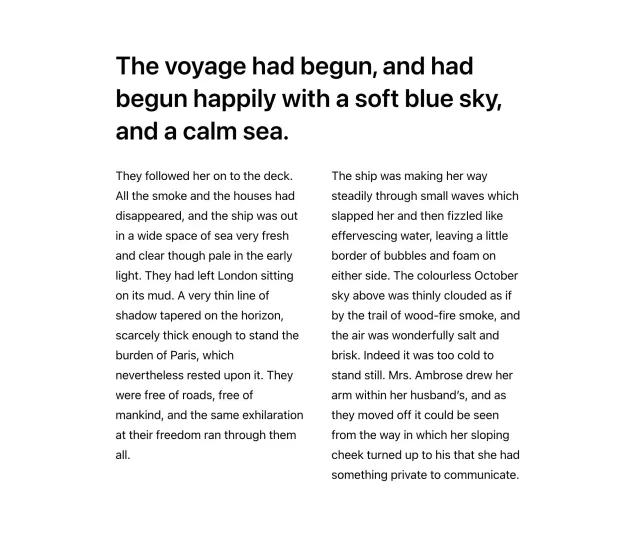 The voyage had begun, and had
begun happily with a soft blue sky,
and a calm sea.
They followed her on to the deck.
All the smoke and the houses had
disappeared, and the ship was out
in a wide space of sea very fresh
and clear though pale in the early
light. They had left London sitting
on its mud. A very thin line of
shadow tapered on the horizon,
scarcely thick enough to stand the
burden of Paris, which
nevertheless rested upon it. They
were free of roads, free of
mankind, and the same exhilaration
at their freedom ran through them
all.
The ship was making her way
steadily through small waves which
slapped her and then fizzled like
effervescing water, leaving a little
border of bubbles and foam on
either side. The colourless October
sky above was thinly clouded as if
by the trail of wood-fire smoke, and
the air was wonderfully salt and
brisk. Indeed it was too cold to
stand still. Mrs. Ambrose drew her
arm within her husband’s, and as
they moved off it could be seen
from the way in which her sloping
cheek turned up to his that she had
something private to communicate.